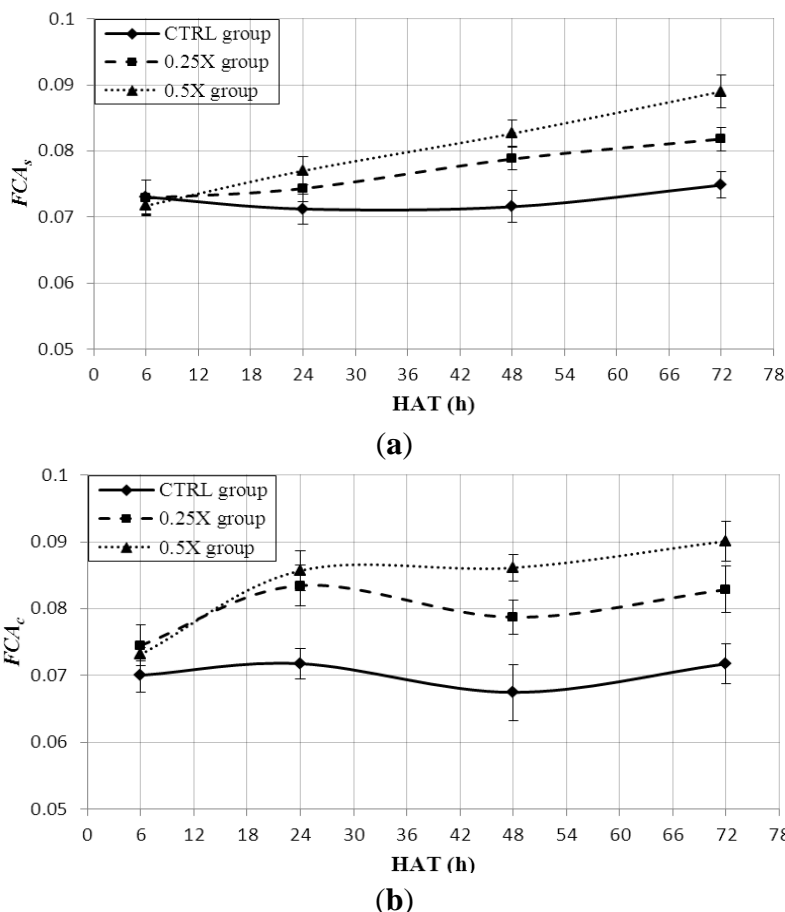 0.1
CTRL group
0.25X group
0.5X group
0.09
0.08
FCAs
0.07
0.06
0.05
0 6 12 18 24 30 36 42 48 54 60 66 72 78
HAT (h)
(a)
0.1
CTRL group
0.25X group
0.5X group
0.09
0.08
FCAc
0.07
0.06
0.05
0 6 12 18 24 30 36 42 48 54 60 66 72 78
HAT (h)
(b)